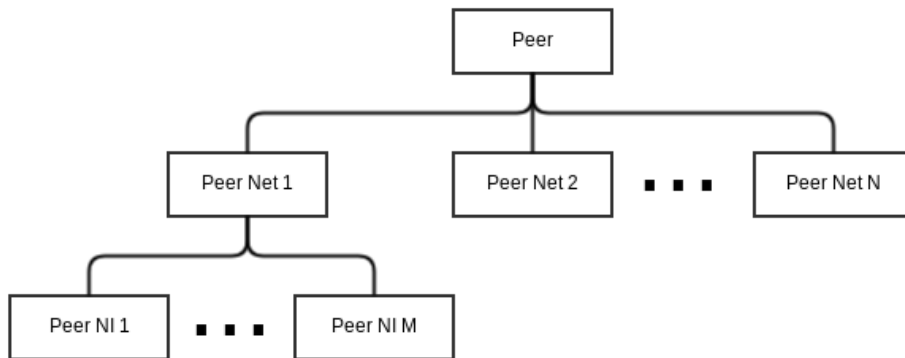 Peer
Peer Net 1
Peer Net 2
Peer Net N
Peer NI 1
Peer NI M